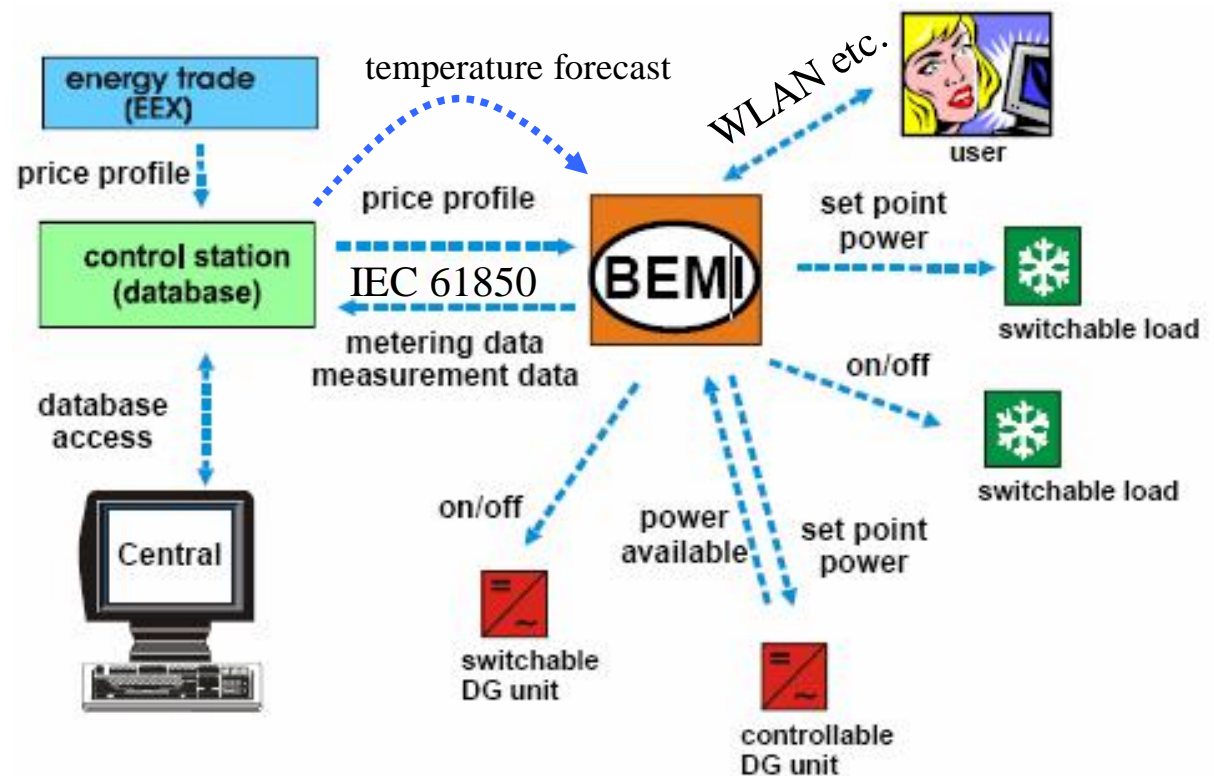 energy trade
(EEX)
temperature forecast
WLAN etc.
user
price profile
control station
(database)
price profile
IEC 61850
metering data
measurement data
BEMI
set point
power
switchable load
on/off
switchable load
database
access
Central
on/off
power
available
set point
power
switchable
DG unit
controllable
DG unit